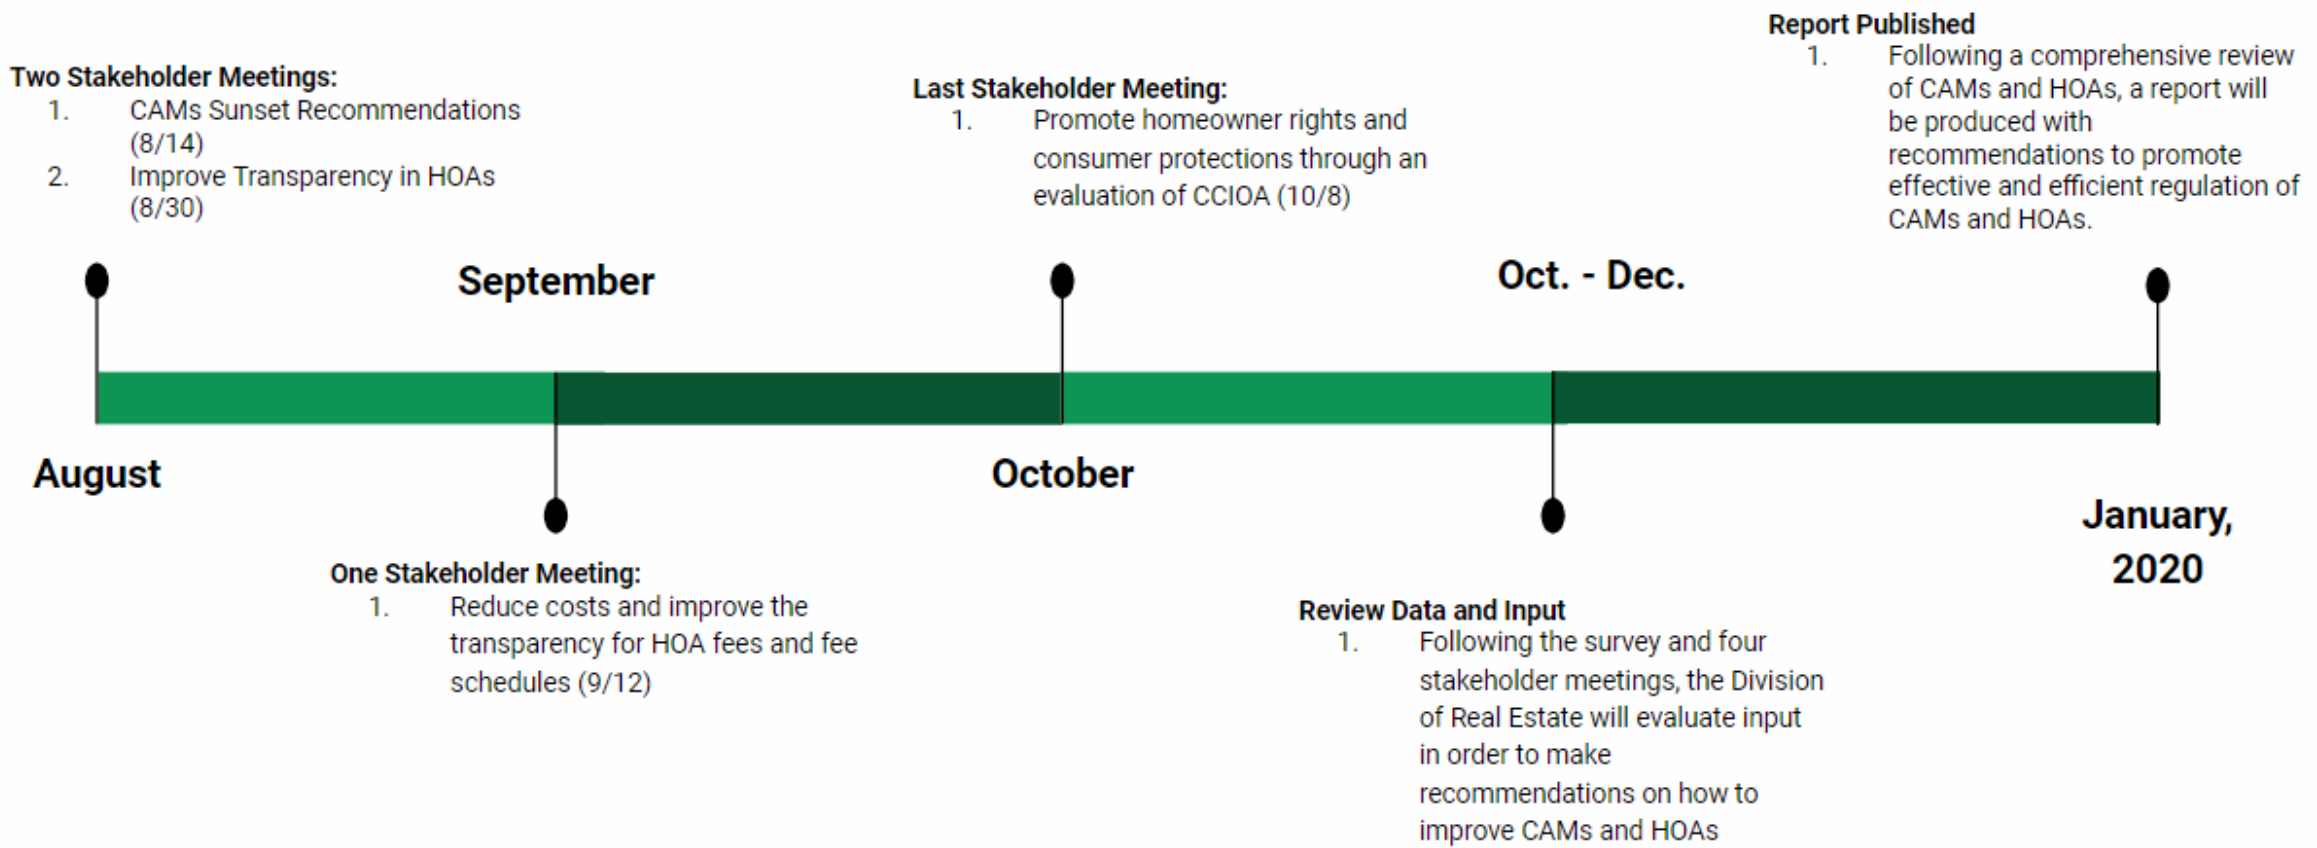 Two Stakeholder Meetings:
1. CAMs Sunset Recommendations
(8/14)
2. Improve Transparency in HOAs
(8/30)
August
September
One Stakeholder Meeting:
1. Reduce costs and improve the
transparency for HOA fees and fee
schedules (9/12)
Last Stakeholder Meeting:
1. Promote homeowner rights and
consumer protections through an
evaluation of CCIOA (10/8)
October
Oct. - Dec.
Review Data and Input
1. Following the survey and four
stakeholder meetings, the Division
of Real Estate will evaluate input
in order to make
recommendations on how to
improve CAMs and HOAs
Report Published
1. Following a comprehensive review
of CAMs and HOAs, a report will
be produced with
recommendations to promote
effective and efficient regulation of
CAMs and HOAs.
January,
2020